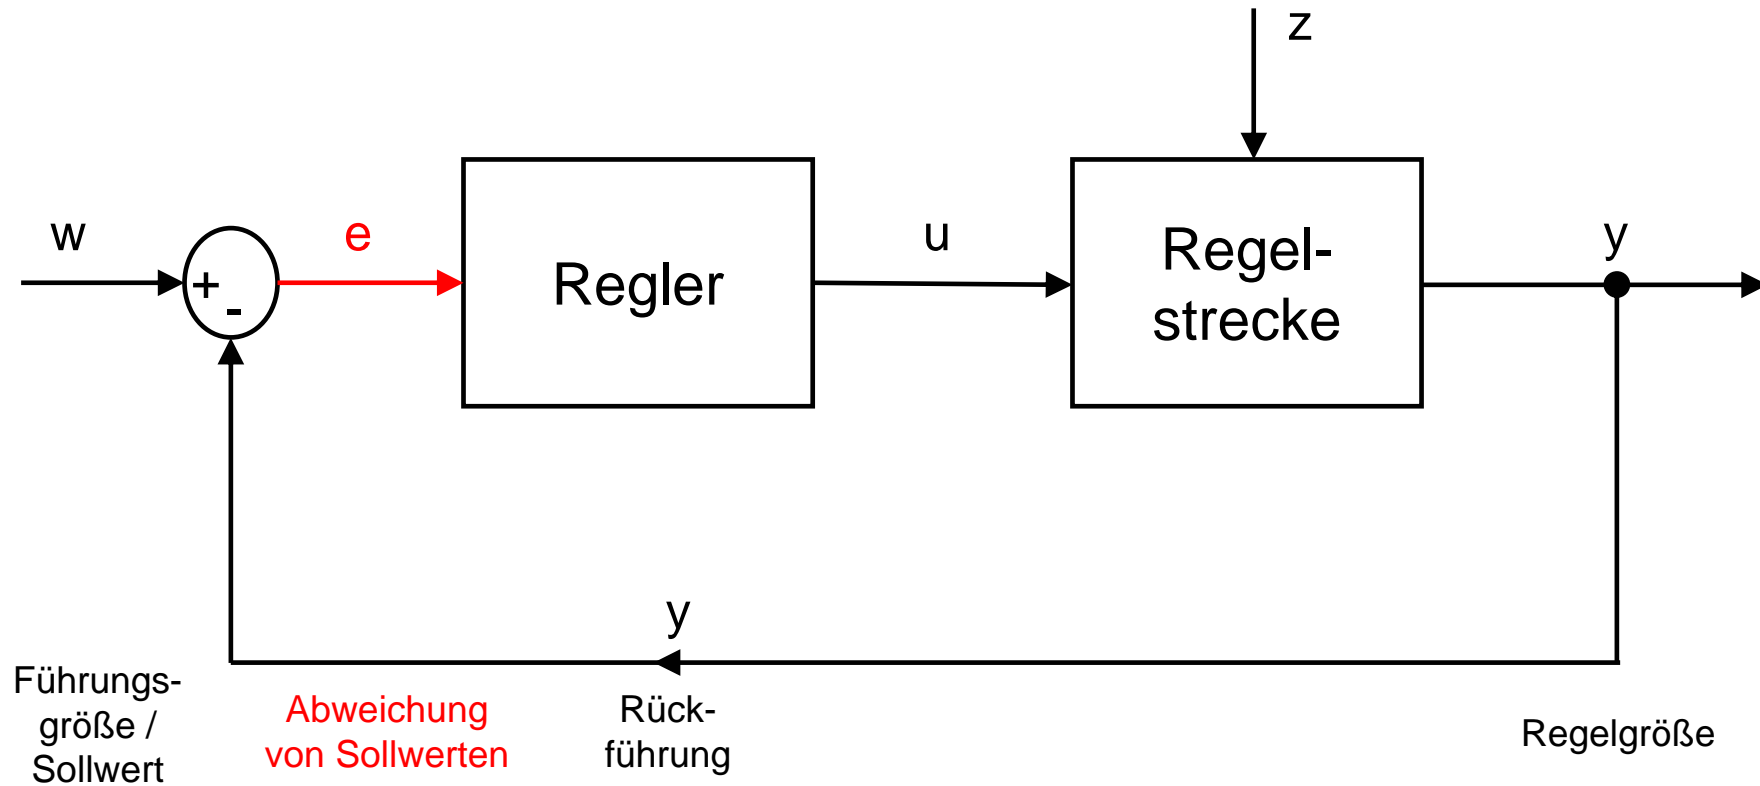 z
w
e
u
y
+
-
Regler
Regel-
strecke
y
Führungs-
größe /
Sollwert
Abweichung
von Sollwerten
Rück-
führung
Regelgröße